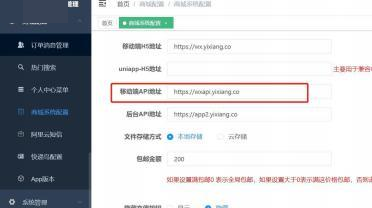 管理
首页 / 商城系统配置
首页
商城系统配置
订单消息管理
热门搜索
个人中心菜单
商城系统配置
阿里云短信
快递鸟配置
App版本
系统管理
移动端H5地址
https://wx.yixiang.co
uniapp-H5地址
主要用于兼容
移动端API地址
https://wxapi.yixiang.co
后台API地址
https://app2.yixiang.co
文件存储方式
本地存储
云存储
包邮金额
200
如果设置满包邮0 表示全局包邮，如果设置大于0表示满这价格包邮，否则